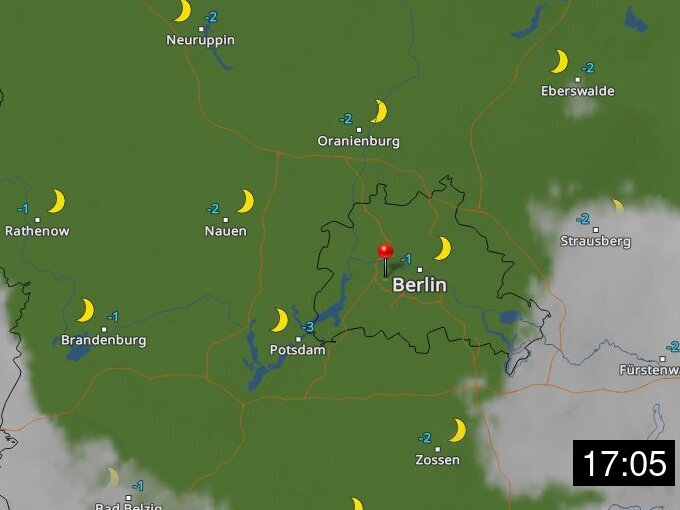 -2
Neuruppin
-2
Eberswalde
-2
Oranienburg
-1
Rathenow
-2
Nauen
-2
Strausberg
-1
Berlin
-1
Brandenburg
-3
Potsdam
-2
-2
Zossen
17:05
-1
Bad Belzig